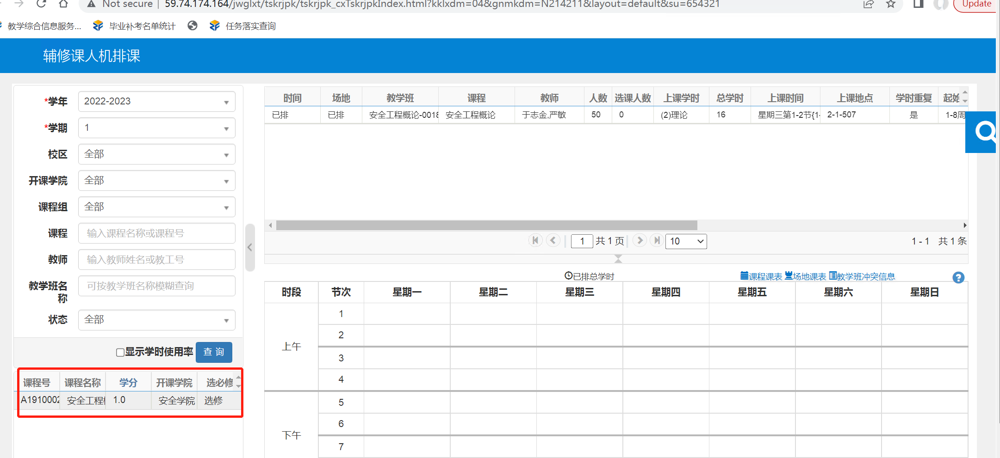 Not secure | 59.74.174.164/jwglxt/tskrjpk/tskrjpk_cxTskrjpkIndex.html?kklxdm=04&gnmkdm=N214211&layout=default&su=654321
Update
教学综合信息服务...
毕业补考名单统计
任务落实查询
辅修课人机排课
*学年 2022-2023
*学期 1
校区 全部
开课学院 全部
课程组 全部
课程 输入课程名称或课程号
教师 输入教师姓名或教工号
教学班名称 可按教学班名称模糊查询
状态 全部
显示学时使用率 查 询
课程号 课程名称 学分 开课学院 选必修
A1910002 安全工程 1.0 安全学院 选修
时间 场地 教学班 课程 教师 人数 选课人数 上课学时 总学时 上课时间 上课地点 学时重复 起始
已排 已排 安全工程概论-0018 安全工程概论 于志金,严敏 50 0 (2)理论 16 星期三第1-2节{1- 2-1-507 是 1-8周
1 共 1 页 10 1 - 1 共 1 条
已排总学时 课程课表 场地课表 教学班冲突信息 ?
时段 节次 星期一 星期二 星期三 星期四 星期五 星期六 星期日
上午
1
2
3
4
下午
5
6
7